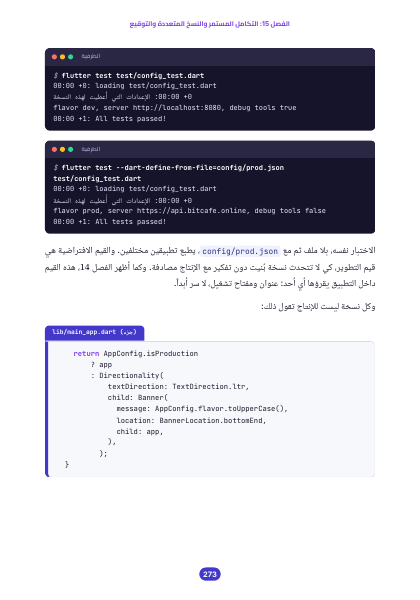 الفصل 15: التكامل المستمر والنسخ المتعددة والتوقيع
الطرفية
$ flutter test test/config_test.dart
00:00 +0: loading test/config_test.dart
00:00 +0: الإعدادات التي أُعطيت لهذه النسخة
flavor dev, server http://localhost:8080, debug tools true
00:00 +1: All tests passed!
الطرفية
$ flutter test --dart-define-from-file=config/prod.json
test/config_test.dart
00:00 +0: loading test/config_test.dart
00:00 +0: الإعدادات التي أُعطيت لهذه النسخة
flavor prod, server https://api.bitcafe.online, debug tools false
00:00 +1: All tests passed!
الاختبار نفسه، بلا ملف ثم مع config/prod.json، يطبع تطبيقين مختلفين. والقيم الافتراضية هي
قيم التطوير، كي لا تتحدث نسخة بُنيت دون تفكير مع الإنتاج مصادفة. وكما أظهر الفصل 14، هذه القيم
داخل التطبيق يقرؤها أي أحد: عنوان ومفتاح تشغيل، لا سر أبداً.
وكل نسخة ليست للإنتاج تقول ذلك:
lib/main_app.dart (جزء)
return AppConfig.isProduction
? app
: Directionality(
textDirection: TextDirection.ltr,
child: Banner(
message: AppConfig.flavor.toUpperCase(),
location: BannerLocation.bottomEnd,
child: app,
),
);
}
273